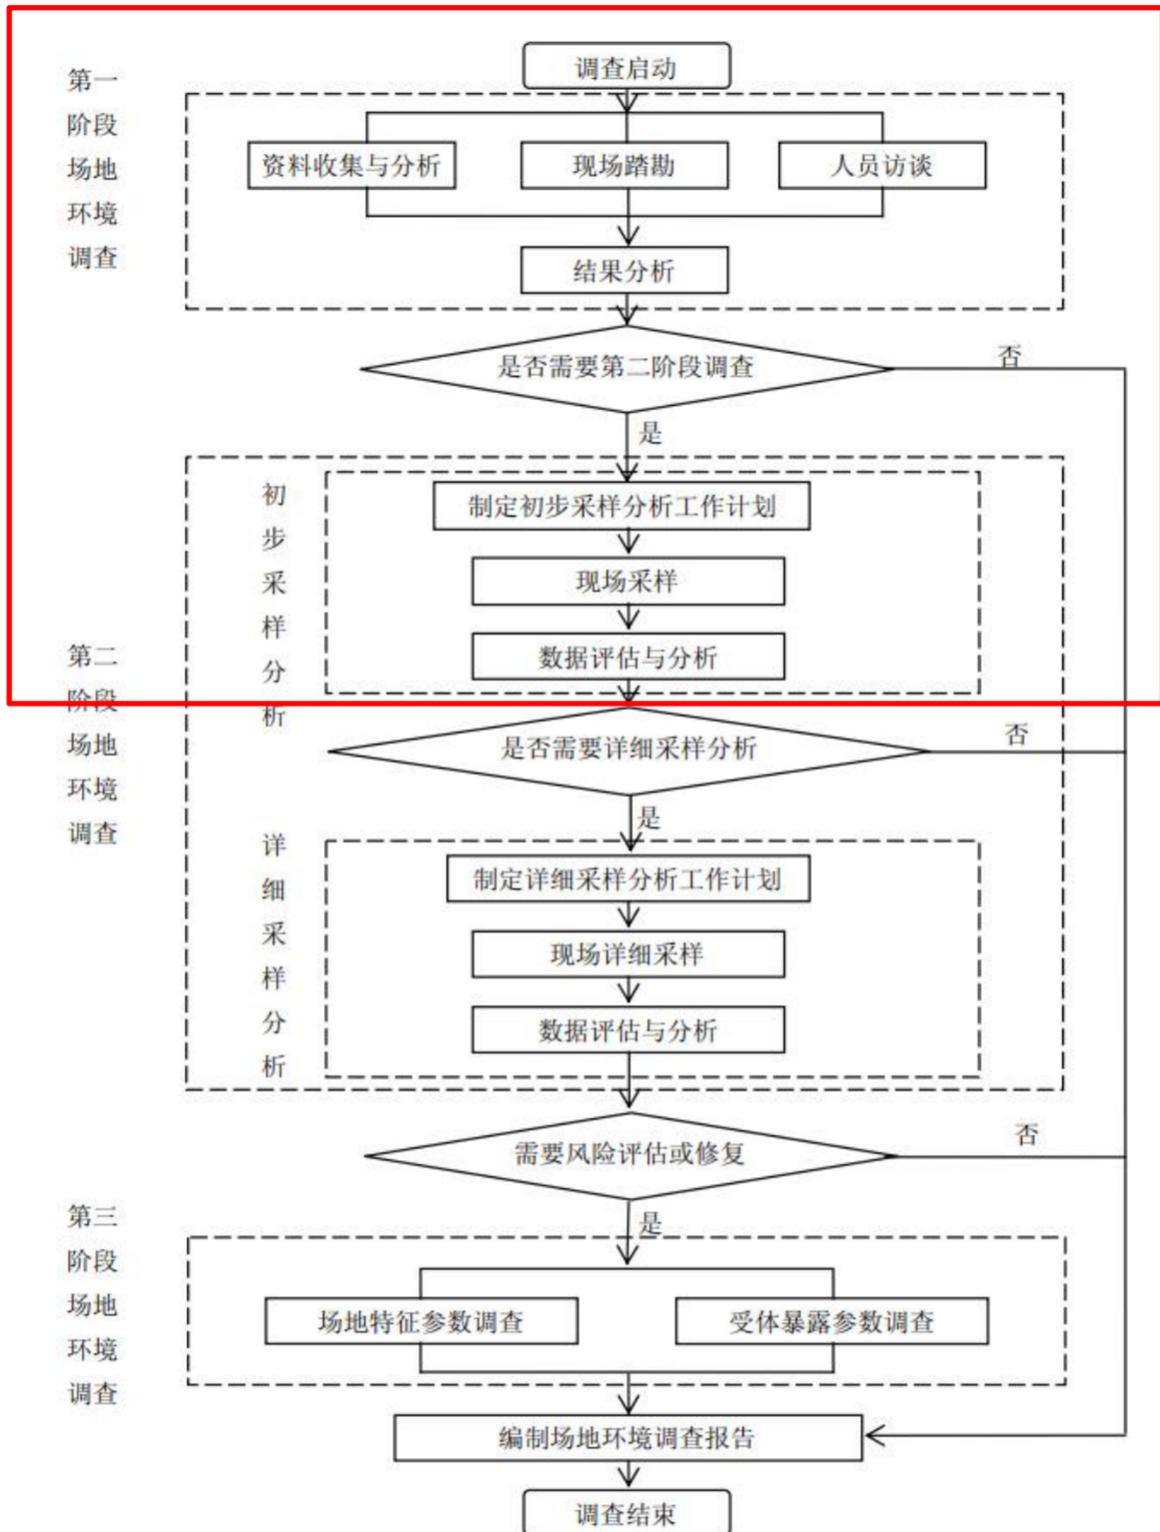 调查启动
第一
阶段
场地
环境
调查
资料收集与分析
现场踏勘
人员访谈
结果分析
是否需要第二阶段调查
否
是
第二
阶段
场地
环境
调查
初
步
采
样
分
析
制定初步采样分析工作计划
现场采样
数据评估与分析
是否需要详细采样分析
否
是
详
细
采
样
分
析
制定详细采样分析工作计划
现场详细采样
数据评估与分析
需要风险评估或修复
否
是
第三
阶段
场地
环境
调查
场地特征参数调查
受体暴露参数调查
编制场地环境调查报告
调查结束